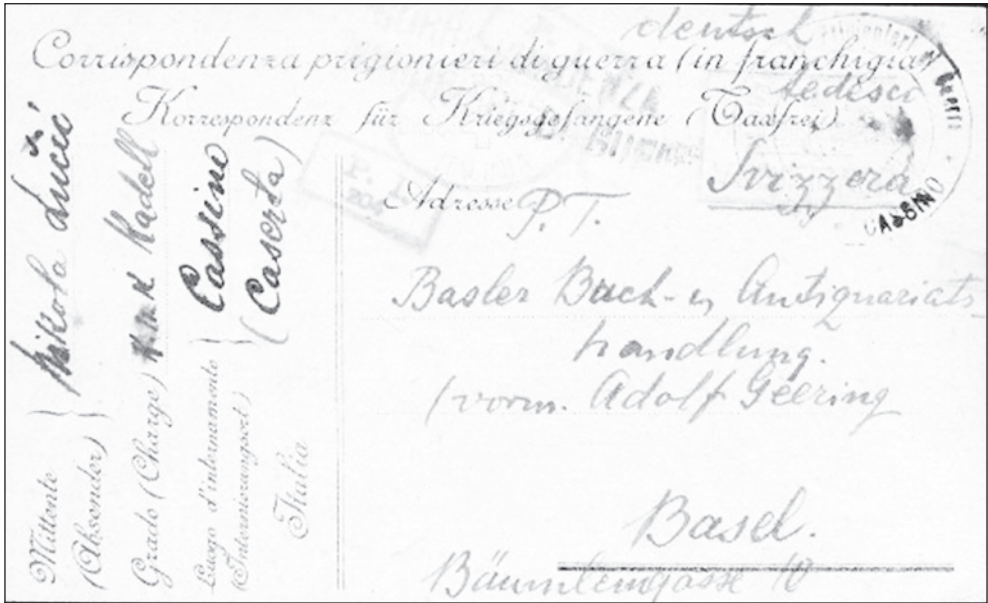 deutsch
Corrispondenza prigionieri di guerra (in franchigia)
tedesco
Korrespondenz für Kriegsgefangene (Taxfrei)
Svizzera
CASSINO
Adresse P. T.
Basler Buch- u. Antiquariats
handlung.
(vorm. Adolf Geering
Basel.
Bäumleingasse 10
Mittente
(Absender)
Nikola
Grado (Charge) K.u.K Kadett
Luogo d'internamento
(Internierungsort)
Cassino
(Caserta)
Italia